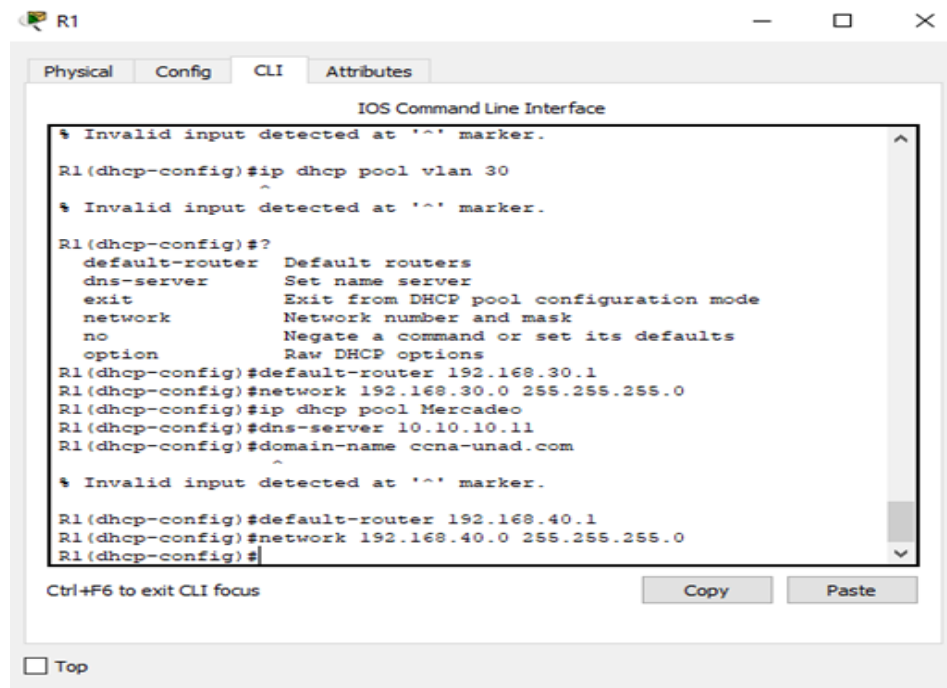 R1
Physical Config CLI Attributes
IOS Command Line Interface
% Invalid input detected at '^' marker.
R1(dhcp-config)#ip dhcp pool vlan 30
^
% Invalid input detected at '^' marker.
R1(dhcp-config)#?
default-router Default routers
dns-server Set name server
exit Exit from DHCP pool configuration mode
network Network number and mask
no Negate a command or set its defaults
option Raw DHCP options
R1(dhcp-config)#default-router 192.168.30.1
R1(dhcp-config)#network 192.168.30.0 255.255.255.0
R1(dhcp-config)#ip dhcp pool Mercadeo
R1(dhcp-config)#dns-server 10.10.10.11
R1(dhcp-config)#domain-name ccna-unad.com
^
% Invalid input detected at '^' marker.
R1(dhcp-config)#default-router 192.168.40.1
R1(dhcp-config)#network 192.168.40.0 255.255.255.0
R1(dhcp-config)#
Ctrl+F6 to exit CLI focus Copy Paste
Top